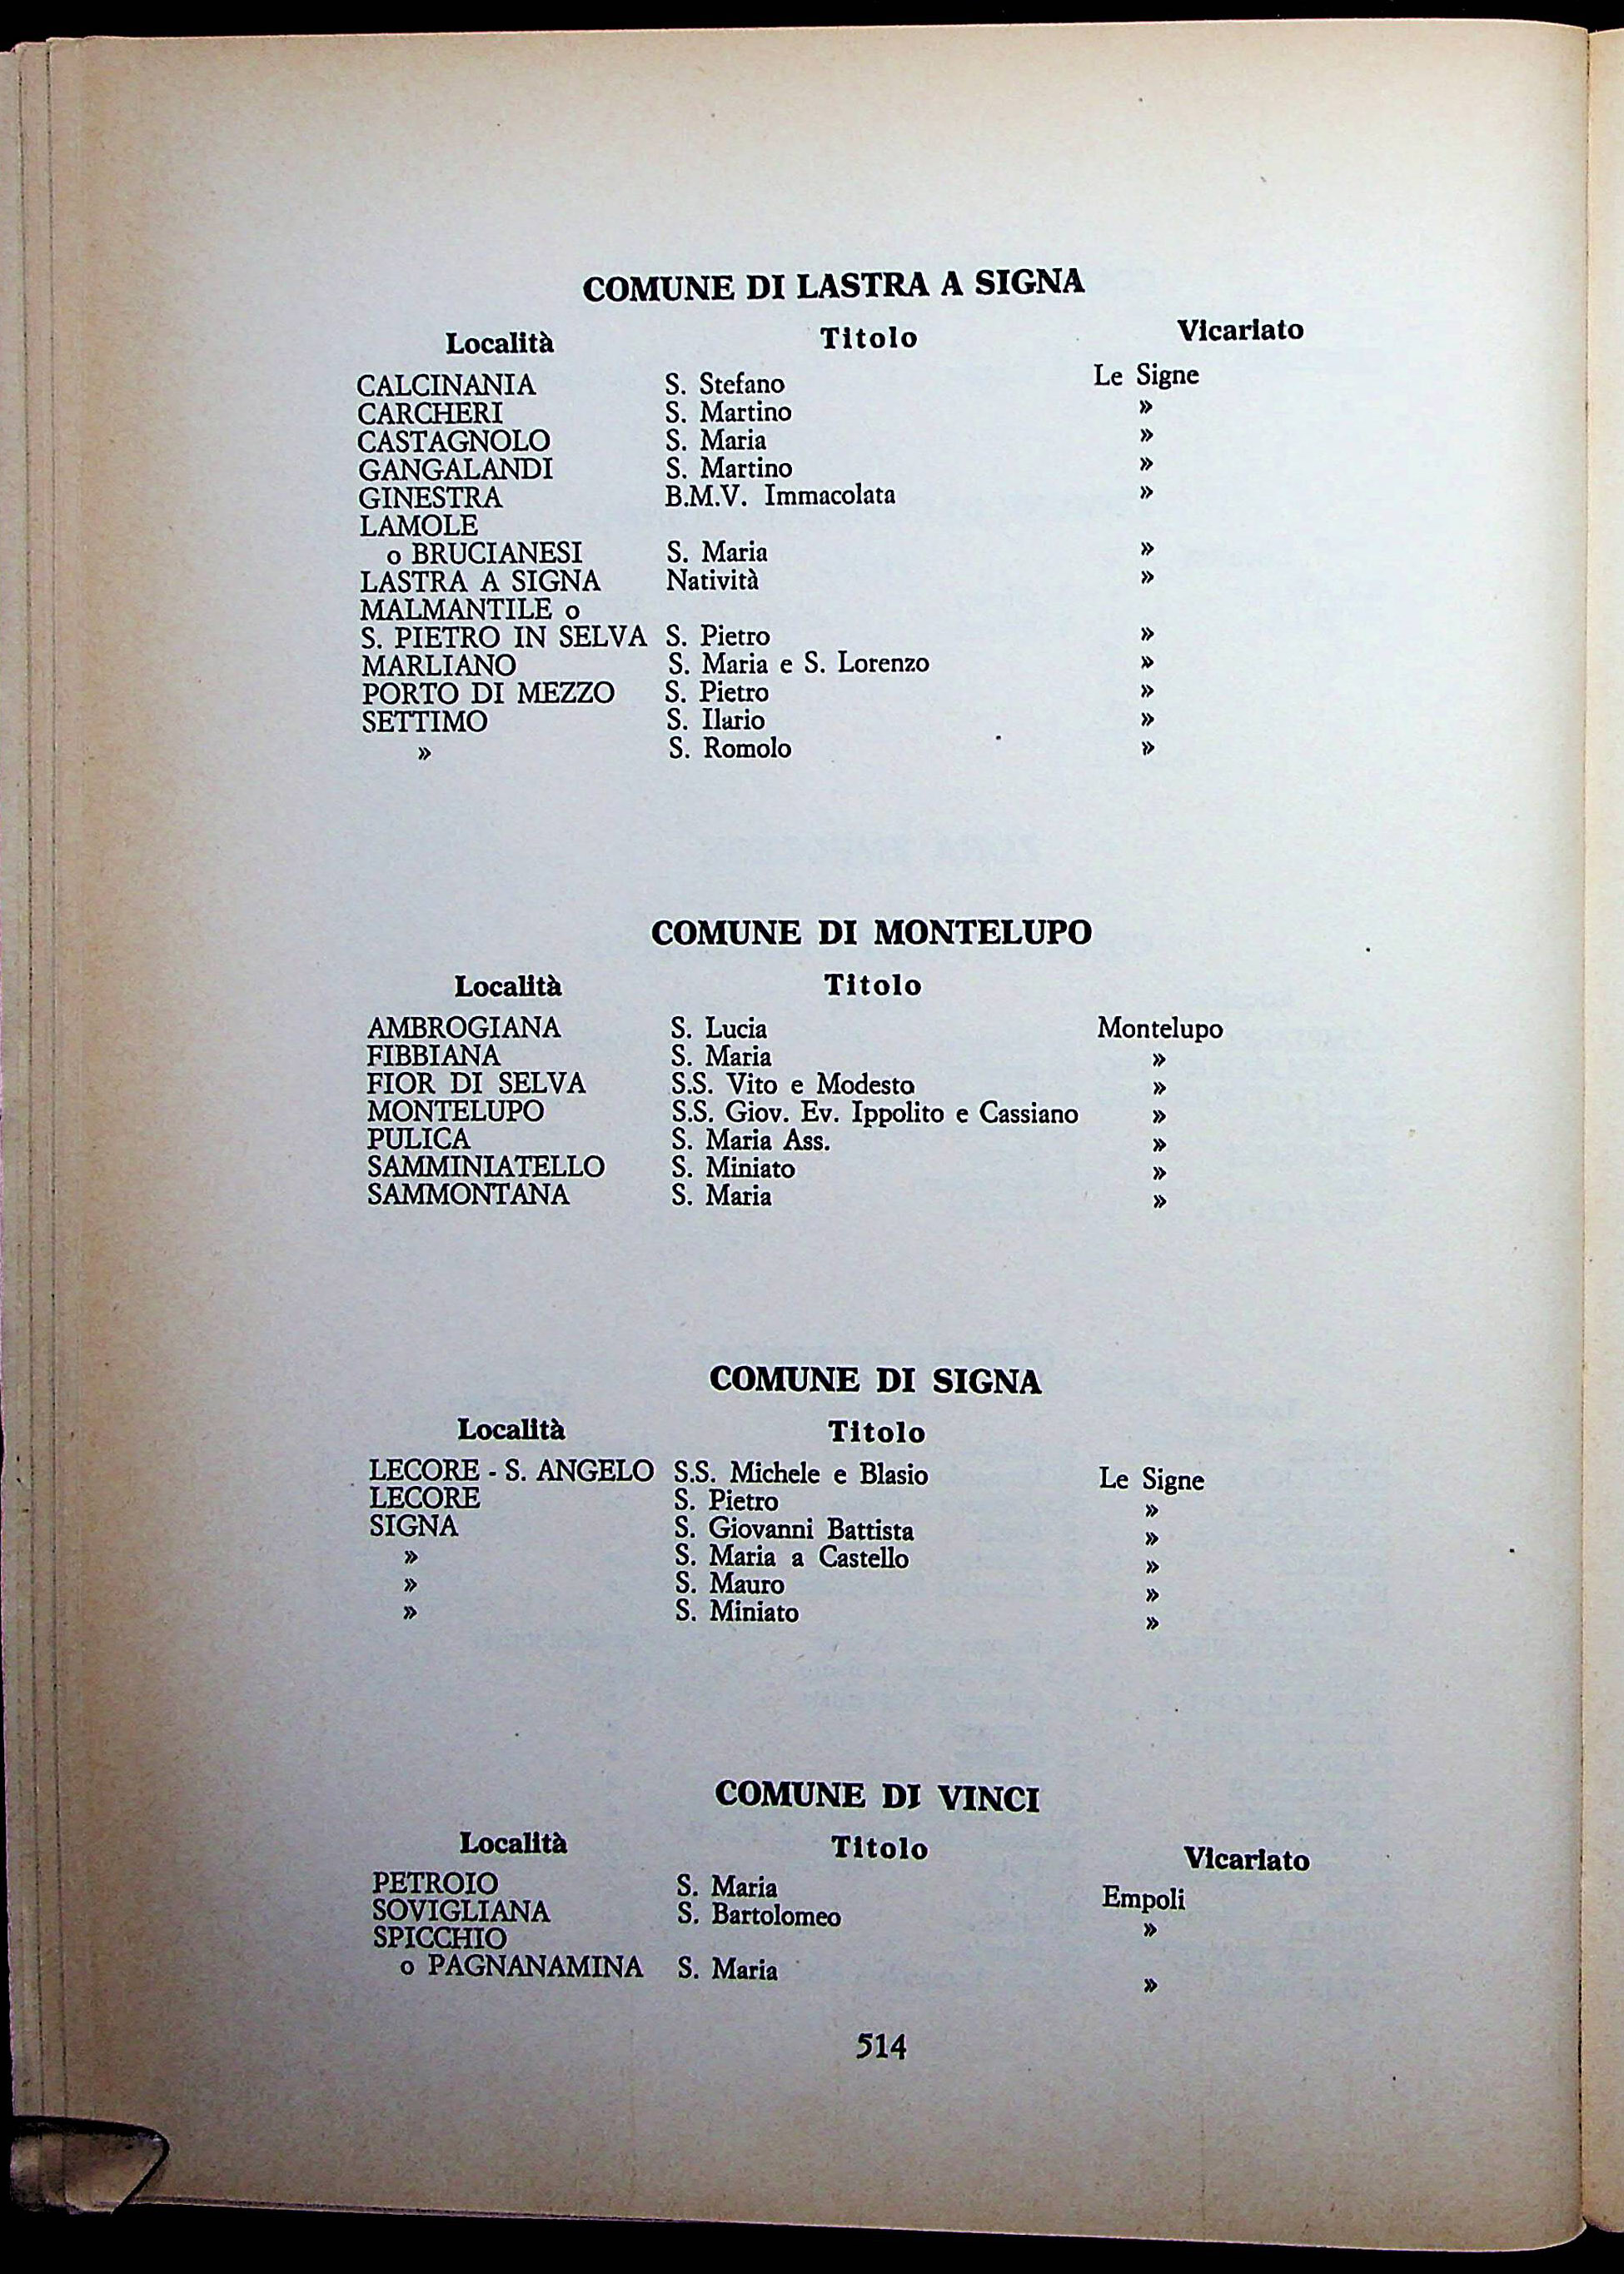 COMUNE DI LASTRA A SIGNA
Località Titolo Vicariato
CALCINANIA S. Stefano Le Signe
CARCHERI S. Martino »
CASTAGNOLO S. Maria »
GANGALANDI S. Martino »
GINESTRA B.M.V. Immacolata »
LAMOLE
o BRUCIANESI S. Maria »
LASTRA A SIGNA Natività »
MALMANTILE o
S. PIETRO IN SELVA S. Pietro »
MARLIANO S. Maria e S. Lorenzo »
PORTO DI MEZZO S. Pietro »
SETTIMO S. Ilario »
» S. Romolo »
COMUNE DI MONTELUPO
Località Titolo
AMBROGIANA S. Lucia Montelupo
FIBBIANA S. Maria »
FIOR DI SELVA S.S. Vito e Modesto »
MONTELUPO S.S. Giov. Ev. Ippolito e Cassiano »
PULICA S. Maria Ass. »
SAMMINIATELLO S. Miniato »
SAMMONTANA S. Maria »
COMUNE DI SIGNA
Località Titolo
LECORE - S. ANGELO S.S. Michele e Blasio Le Signe
LECORE S. Pietro »
SIGNA S. Giovanni Battista »
» S. Maria a Castello »
» S. Mauro »
» S. Miniato »
COMUNE DI VINCI
Località Titolo Vicariato
PETROIO S. Maria Empoli
SOVIGLIANA S. Bartolomeo »
SPICCHIO
o PAGNANAMINA S. Maria »
514